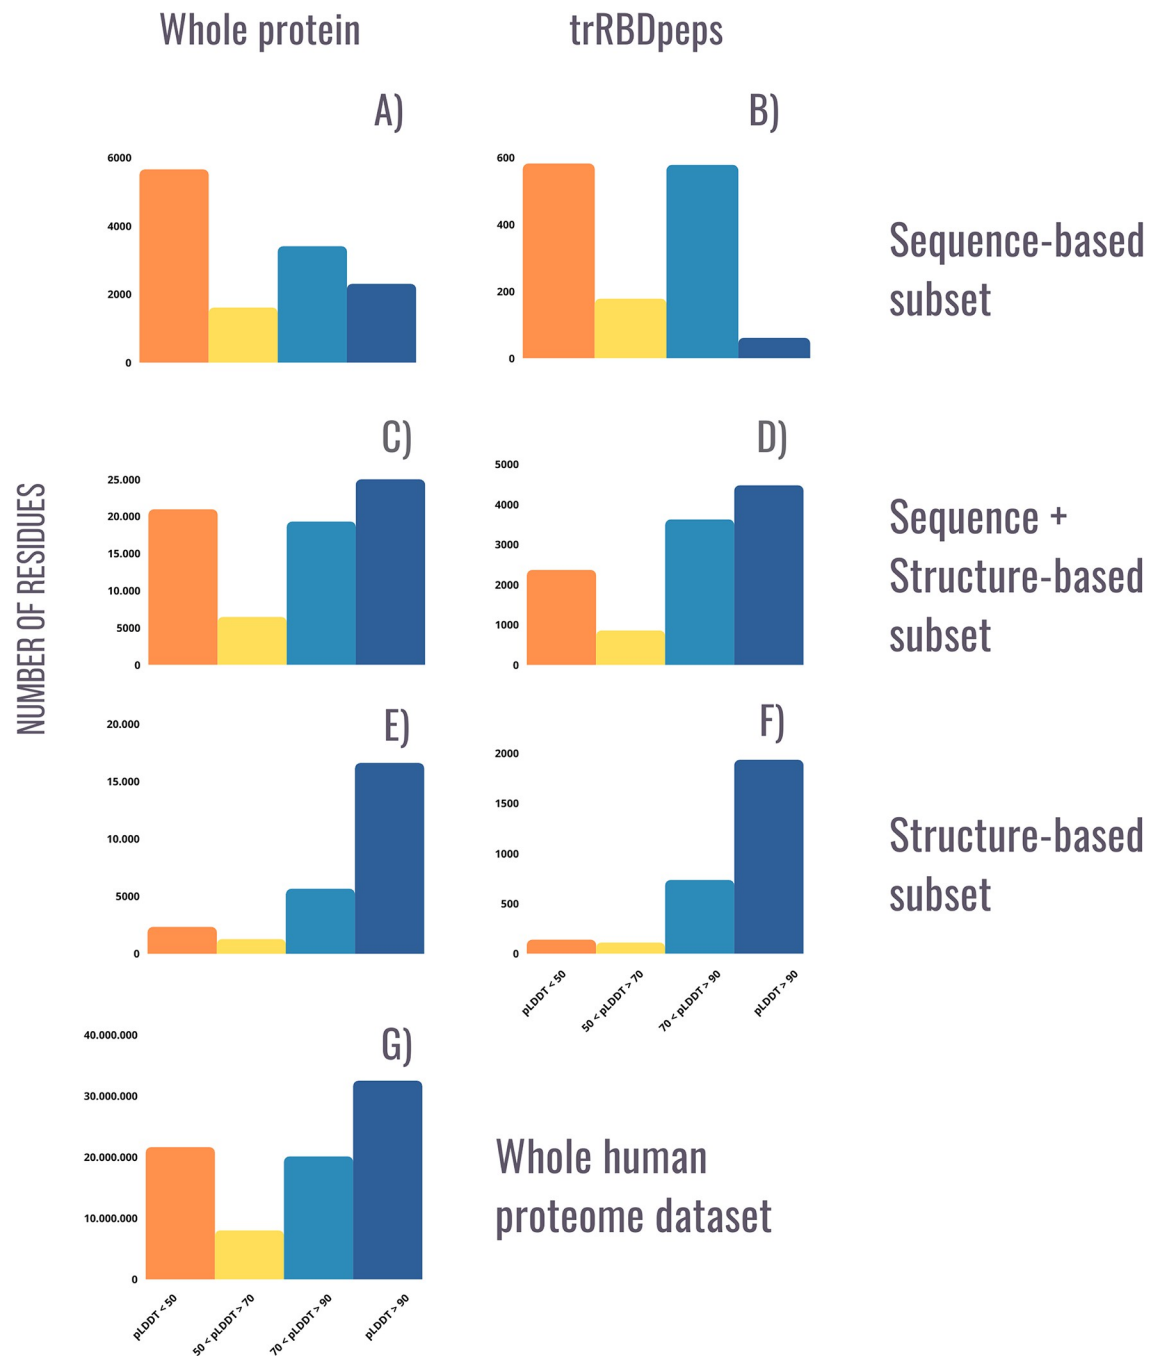 Whole protein
trRBDpeps
A)
6000
4000
2000
0
B)
600
400
200
0
Sequence-based
subset
NUMBER OF RESIDUES
C)
25.000
20.000
15.000
10.000
5000
0
D)
5000
4000
3000
2000
1000
0
Sequence +
Structure-based
subset
E)
20.000
15.000
10.000
5000
0
F)
2000
1500
1000
500
0
pLDDT < 50
50 < pLDDT > 70
70 < pLDDT > 90
pLDDT > 90
Structure-based
subset
G)
40.000.000
30.000.000
20.000.000
10.000.000
0
pLDDT < 50
50 < pLDDT > 70
70 < pLDDT > 90
pLDDT > 90
Whole human
proteome dataset